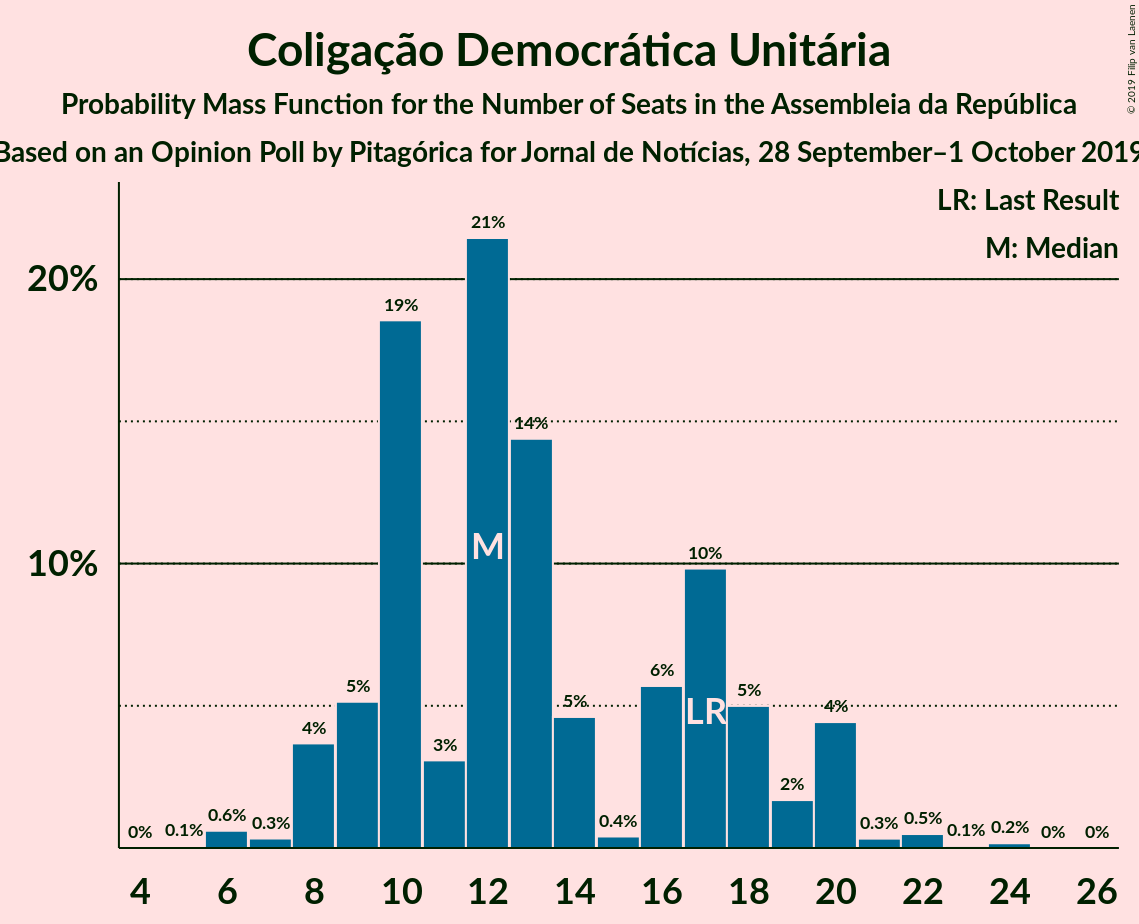 Coligação Democrática Unitária
Probability Mass Function for the Number of Seats in the Assembleia da República
Based on an Opinion Poll by Pitagórica for Jornal de Notícias, 28 September–1 October 2019
© 2019 Filip van Laenen
LR: Last Result
M: Median
20%
10%
0% 0.1% 0.6% 0.3% 4% 5% 19% 3% 21% 14% 5% 0.4% 6% 10% 5% 2% 4% 0.3% 0.5% 0.1% 0.2% 0% 0%
M
LR
4 6 8 10 12 14 16 18 20 22 24 26